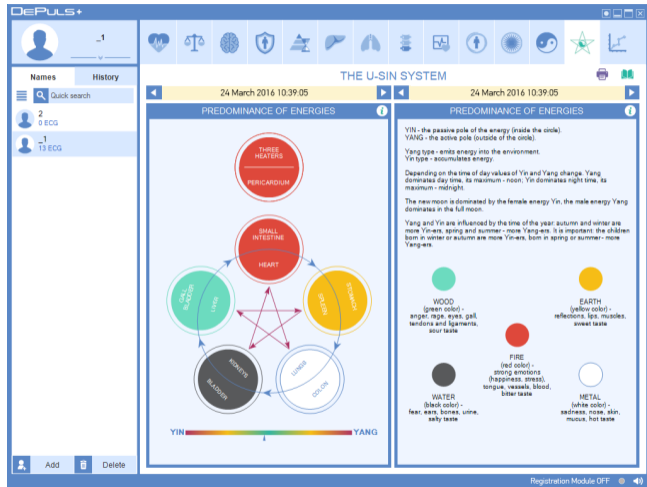 DePuls+
_1
Names
History
Quick search
2
0 ECG
_1
13 ECG
Add
Delete
THE U-SIN SYSTEM
24 March 2016 10:39:05
PREDOMINANCE OF ENERGIES
THREE
HEATERS
PERICARDIUM
SMALL
INTESTINE
HEART
GALL
BLADDER
LIVER
STOMACH
SPLEEN
KIDNEYS
BLADDER
LUNGS
COLON
YIN
YANG
24 March 2016 10:39:05
PREDOMINANCE OF ENERGIES
YIN - the passive pole of the energy (inside the circle).
YANG - the active pole (outside of the circle).
Yang type - emits energy into the environment.
Yin type - accumulates energy.
Depending on the time of day values of Yin and Yang change. Yang
dominates day time, its maximum - noon; Yin dominates night time, its
maximum - midnight.
The new moon is dominated by the female energy Yin, the male energy Yang
dominates in the full moon.
Yang and Yin are influenced by the time of the year: autumn and winter are
more Yin-ers, spring and summer - more Yang-ers. It is important: the children
born in winter or autumn are more Yin-ers, born in spring or summer - more
Yang-ers.
WOOD
(green color) -
anger, rage, eyes, gall,
tendons and ligaments,
sour taste
EARTH
(yellow color) -
reflections, lips, muscles,
sweet taste
FIRE
(red color) -
strong emotions
(happiness, stress),
tongue, vessels, blood,
bitter taste
WATER
(black color) -
fear, ears, bones, urine,
salty taste
METAL
(white color) -
sadness, nose, skin,
mucus, hot taste
Registration Module OFF